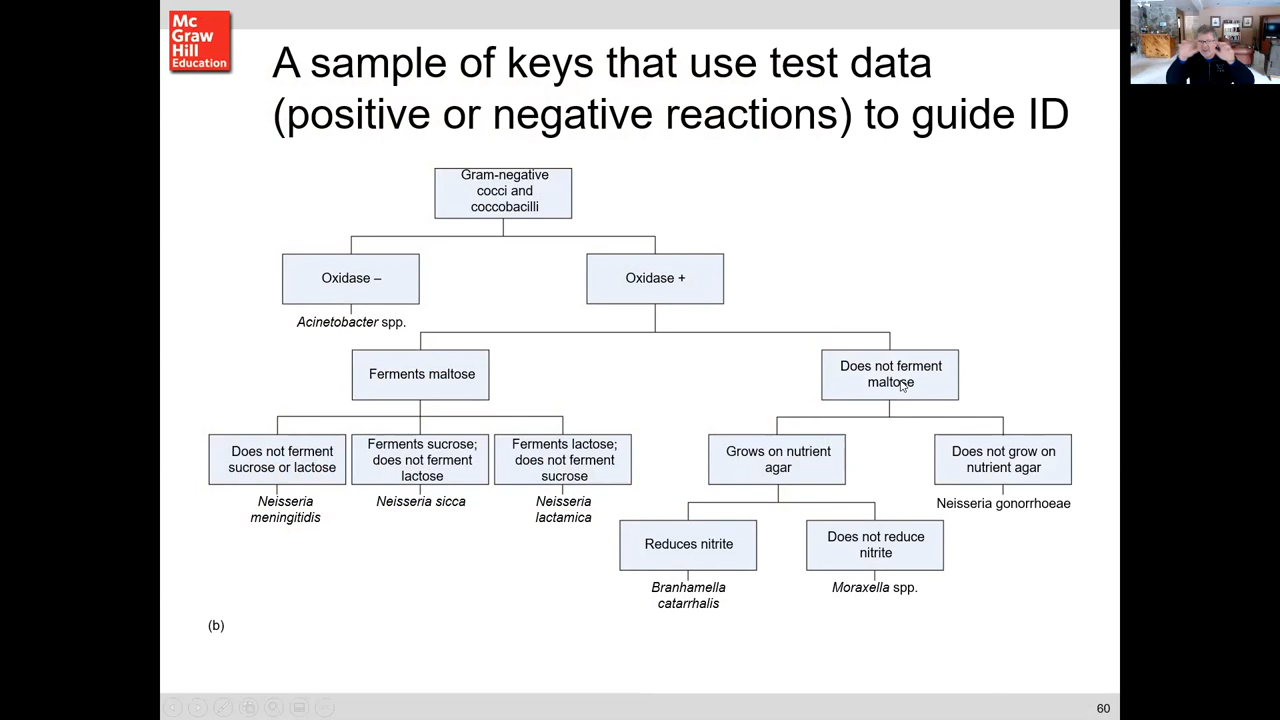 Mc
Graw
Hill
Education
A sample of keys that use test data
(positive or negative reactions) to guide ID
Gram-negative
cocci and
coccobacilli
Oxidase –
Oxidase +
Acinetobacter spp.
Ferments maltose
Does not ferment
maltose
Does not ferment
sucrose or lactose
Ferments sucrose;
does not ferment
lactose
Ferments lactose;
does not ferment
sucrose
Grows on nutrient
agar
Does not grow on
nutrient agar
Neisseria
meningitidis
Neisseria sicca
Neisseria
lactamica
Neisseria gonorrhoeae
Reduces nitrite
Does not reduce
nitrite
Branhamella
catarrhalis
Moraxella spp.
(b)
60